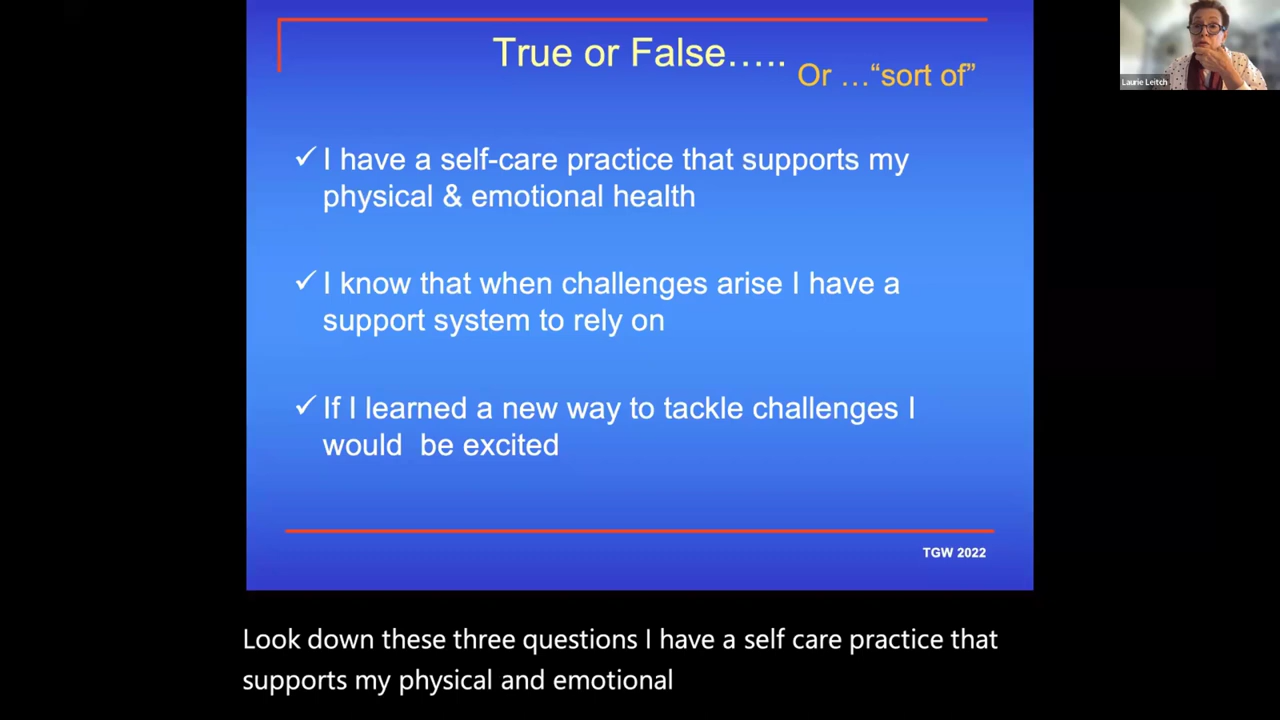 True or False…..
Or …“sort of”
Laurie Leitch
✓ I have a self-care practice that supports my
physical & emotional health
✓ I know that when challenges arise I have a
support system to rely on
✓ If I learned a new way to tackle challenges I
would  be excited
TGW 2022
Look down these three questions I have a self care practice that
supports my physical and emotional